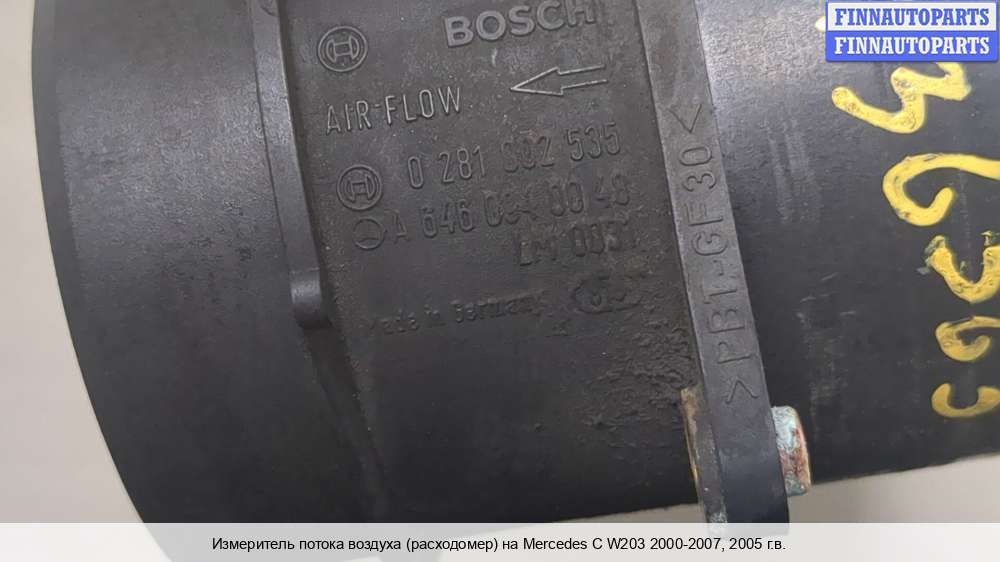 FINNAUTOPARTS
FINNAUTOPARTS
BOSCH
AIR FLOW
0 281 002 535
A 646 094 00 48
Made in Germany
>PBT-GF30<
Измеритель потока воздуха (расходомер) на Mercedes C W203 2000-2007, 2005 г.в.